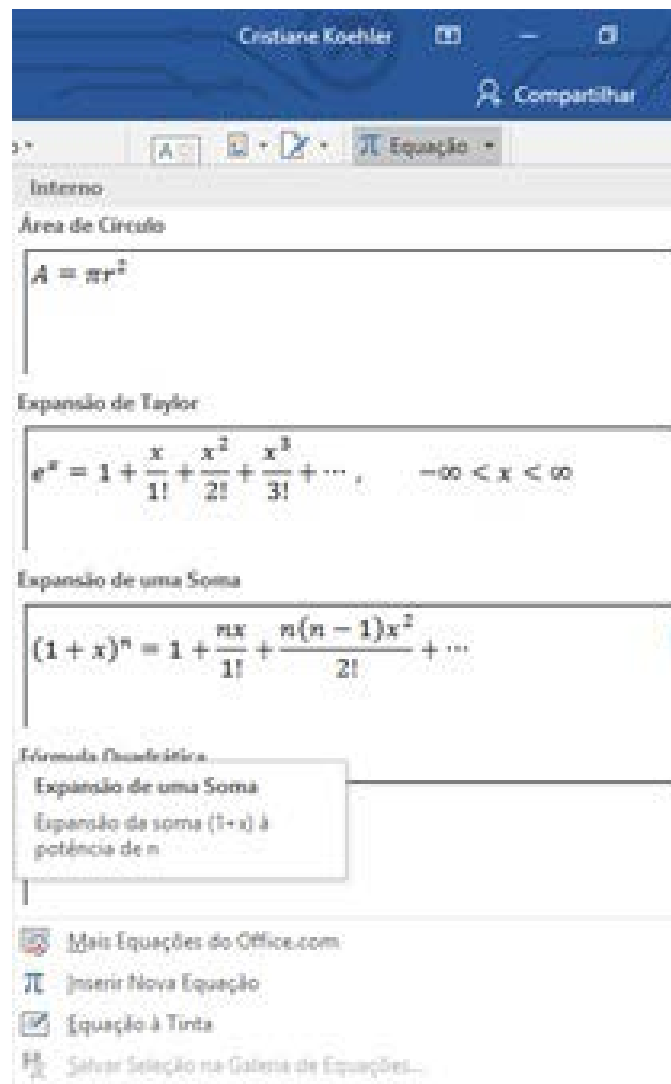 Cristiane Koehler
Compartilhar
A
π Equação
Interno
Área de Círculo
A = πr²
Expansão de Taylor
eˣ = 1 + x/1! + x²/2! + x³/3! + ⋯ , −∞ < x < ∞
Expansão de uma Soma
(1 + x)ⁿ = 1 + nx/1! + n(n − 1)x²/2! + ⋯
Fórmula Quadrática
Expansão de uma Soma
Expansão da soma (1+x) à
potência de n
Mais Equações do Office.com
π Inserir Nova Equação
Equação à Tinta
Salvar Seleção na Galeria de Equações...